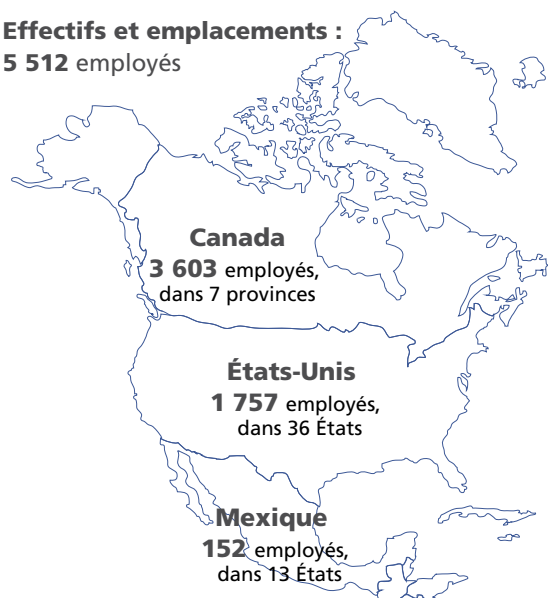 Effectifs et emplacements :
5 512 employés
Canada
3 603 employés,
dans 7 provinces
États-Unis
1 757 employés,
dans 36 États
Mexique
152 employés,
dans 13 États